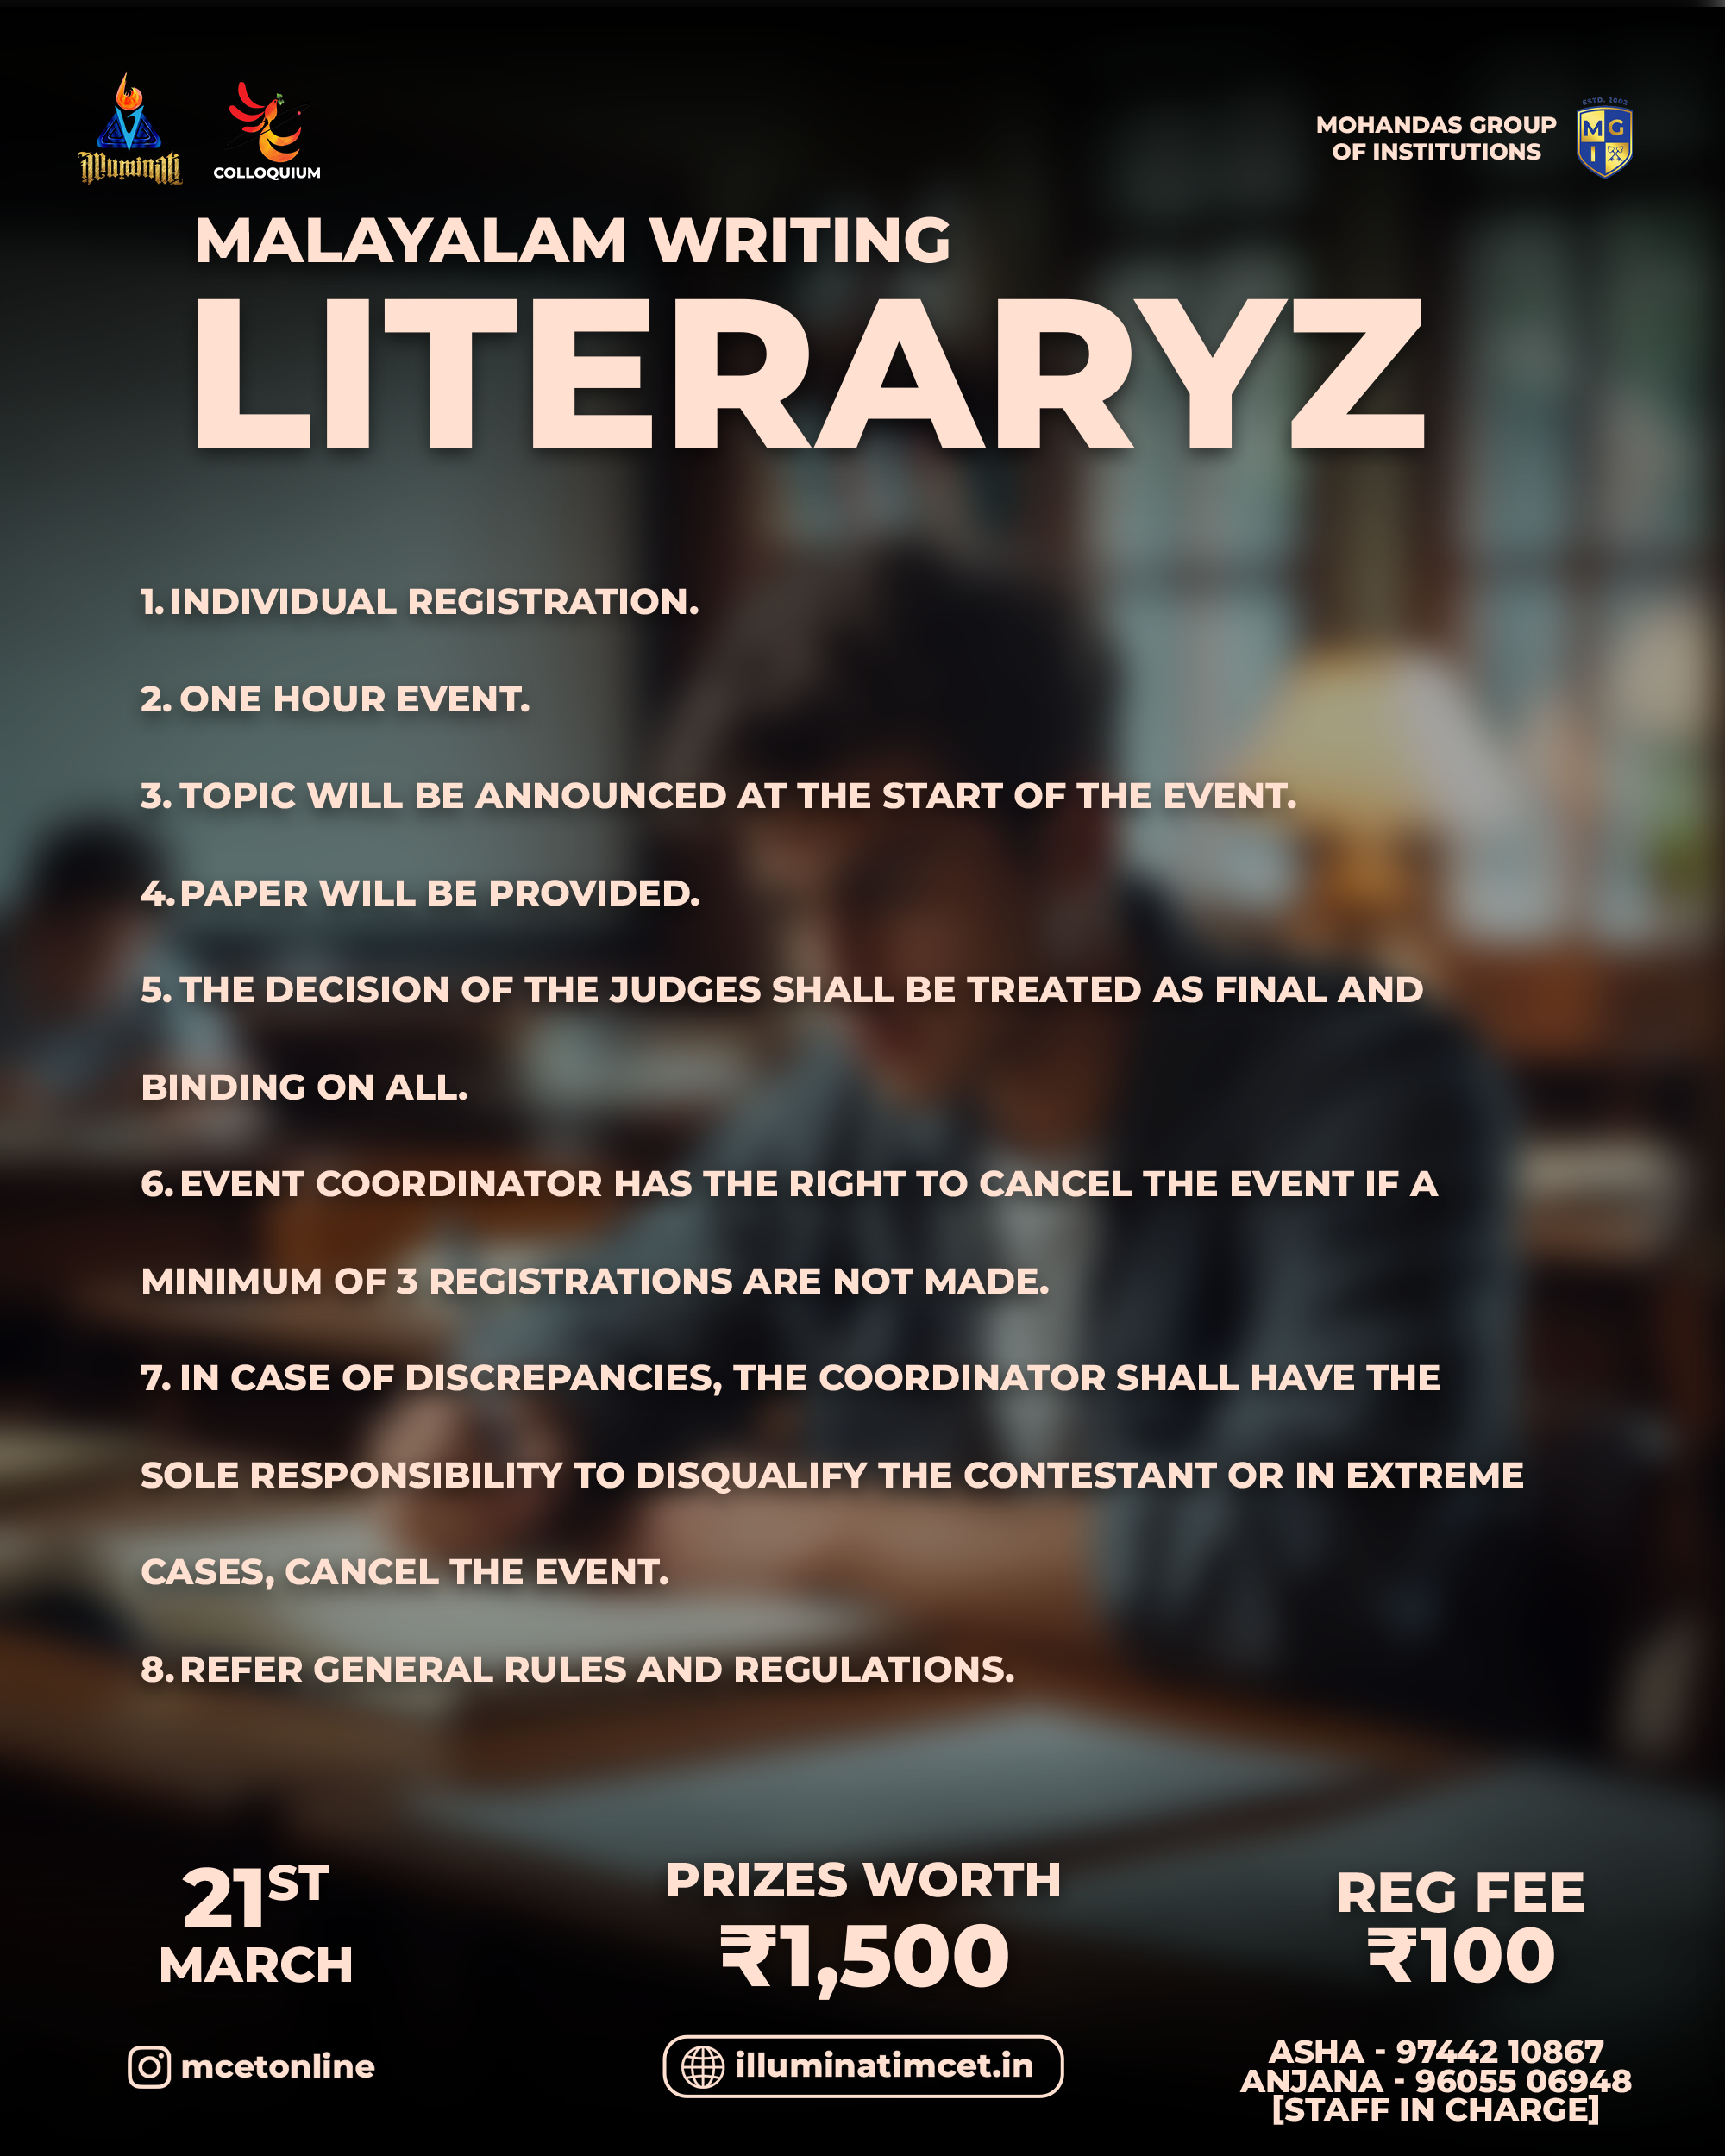 Illuminati
COLLOQUIUM
MOHANDAS GROUP
OF INSTITUTIONS
ESTD. 2002
M G
I
MALAYALAM WRITING
LITERARYZ
1. INDIVIDUAL REGISTRATION.
2. ONE HOUR EVENT.
3. TOPIC WILL BE ANNOUNCED AT THE START OF THE EVENT.
4. PAPER WILL BE PROVIDED.
5. THE DECISION OF THE JUDGES SHALL BE TREATED AS FINAL AND
BINDING ON ALL.
6. EVENT COORDINATOR HAS THE RIGHT TO CANCEL THE EVENT IF A
MINIMUM OF 3 REGISTRATIONS ARE NOT MADE.
7. IN CASE OF DISCREPANCIES, THE COORDINATOR SHALL HAVE THE
SOLE RESPONSIBILITY TO DISQUALIFY THE CONTESTANT OR IN EXTREME
CASES, CANCEL THE EVENT.
8. REFER GENERAL RULES AND REGULATIONS.
21ST
MARCH
PRIZES WORTH
₹1,500
REG FEE
₹100
mcetonline
illuminatimcet.in
ASHA - 97442 10867
ANJANA - 96055 06948
[STAFF IN CHARGE]